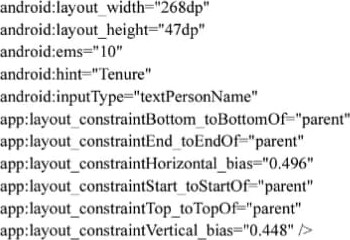 android:layout_width="268dp"
android:layout_height="47dp"
android:ems="10"
android:hint="Tenure"
android:inputType="textPersonName"
app:layout_constraintBottom_toBottomOf="parent"
app:layout_constraintEnd_toEndOf="parent"
app:layout_constraintHorizontal_bias="0.496"
app:layout_constraintStart_toStartOf="parent"
app:layout_constraintTop_toTopOf="parent"
app:layout_constraintVertical_bias="0.448" />